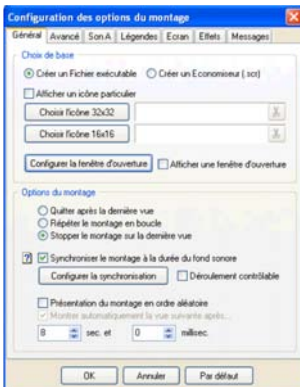 Configuration des options du montage
Général Avancé Son A Légendes Ecran Effets Messages
Choix de base
Créer un Fichier exécutable Créer un Economiseur (.scr)
Afficher un icône particulier
Choisir l'icône 32x32
Choisir l'icône 16x16
Configurer la fenêtre d'ouverture Afficher une fenêtre d'ouverture
Options du montage
Quitter après la dernière vue
Répéter le montage en boucle
Stopper le montage sur la dernière vue
? Synchroniser le montage à la durée du fond sonore
Configurer la synchronisation Déroulement contrôlable
Présentation du montage en ordre aléatoire
Montrer automatiquement la vue suivante après...
8 sec. et 0 millisec.
OK Annuler Par défaut